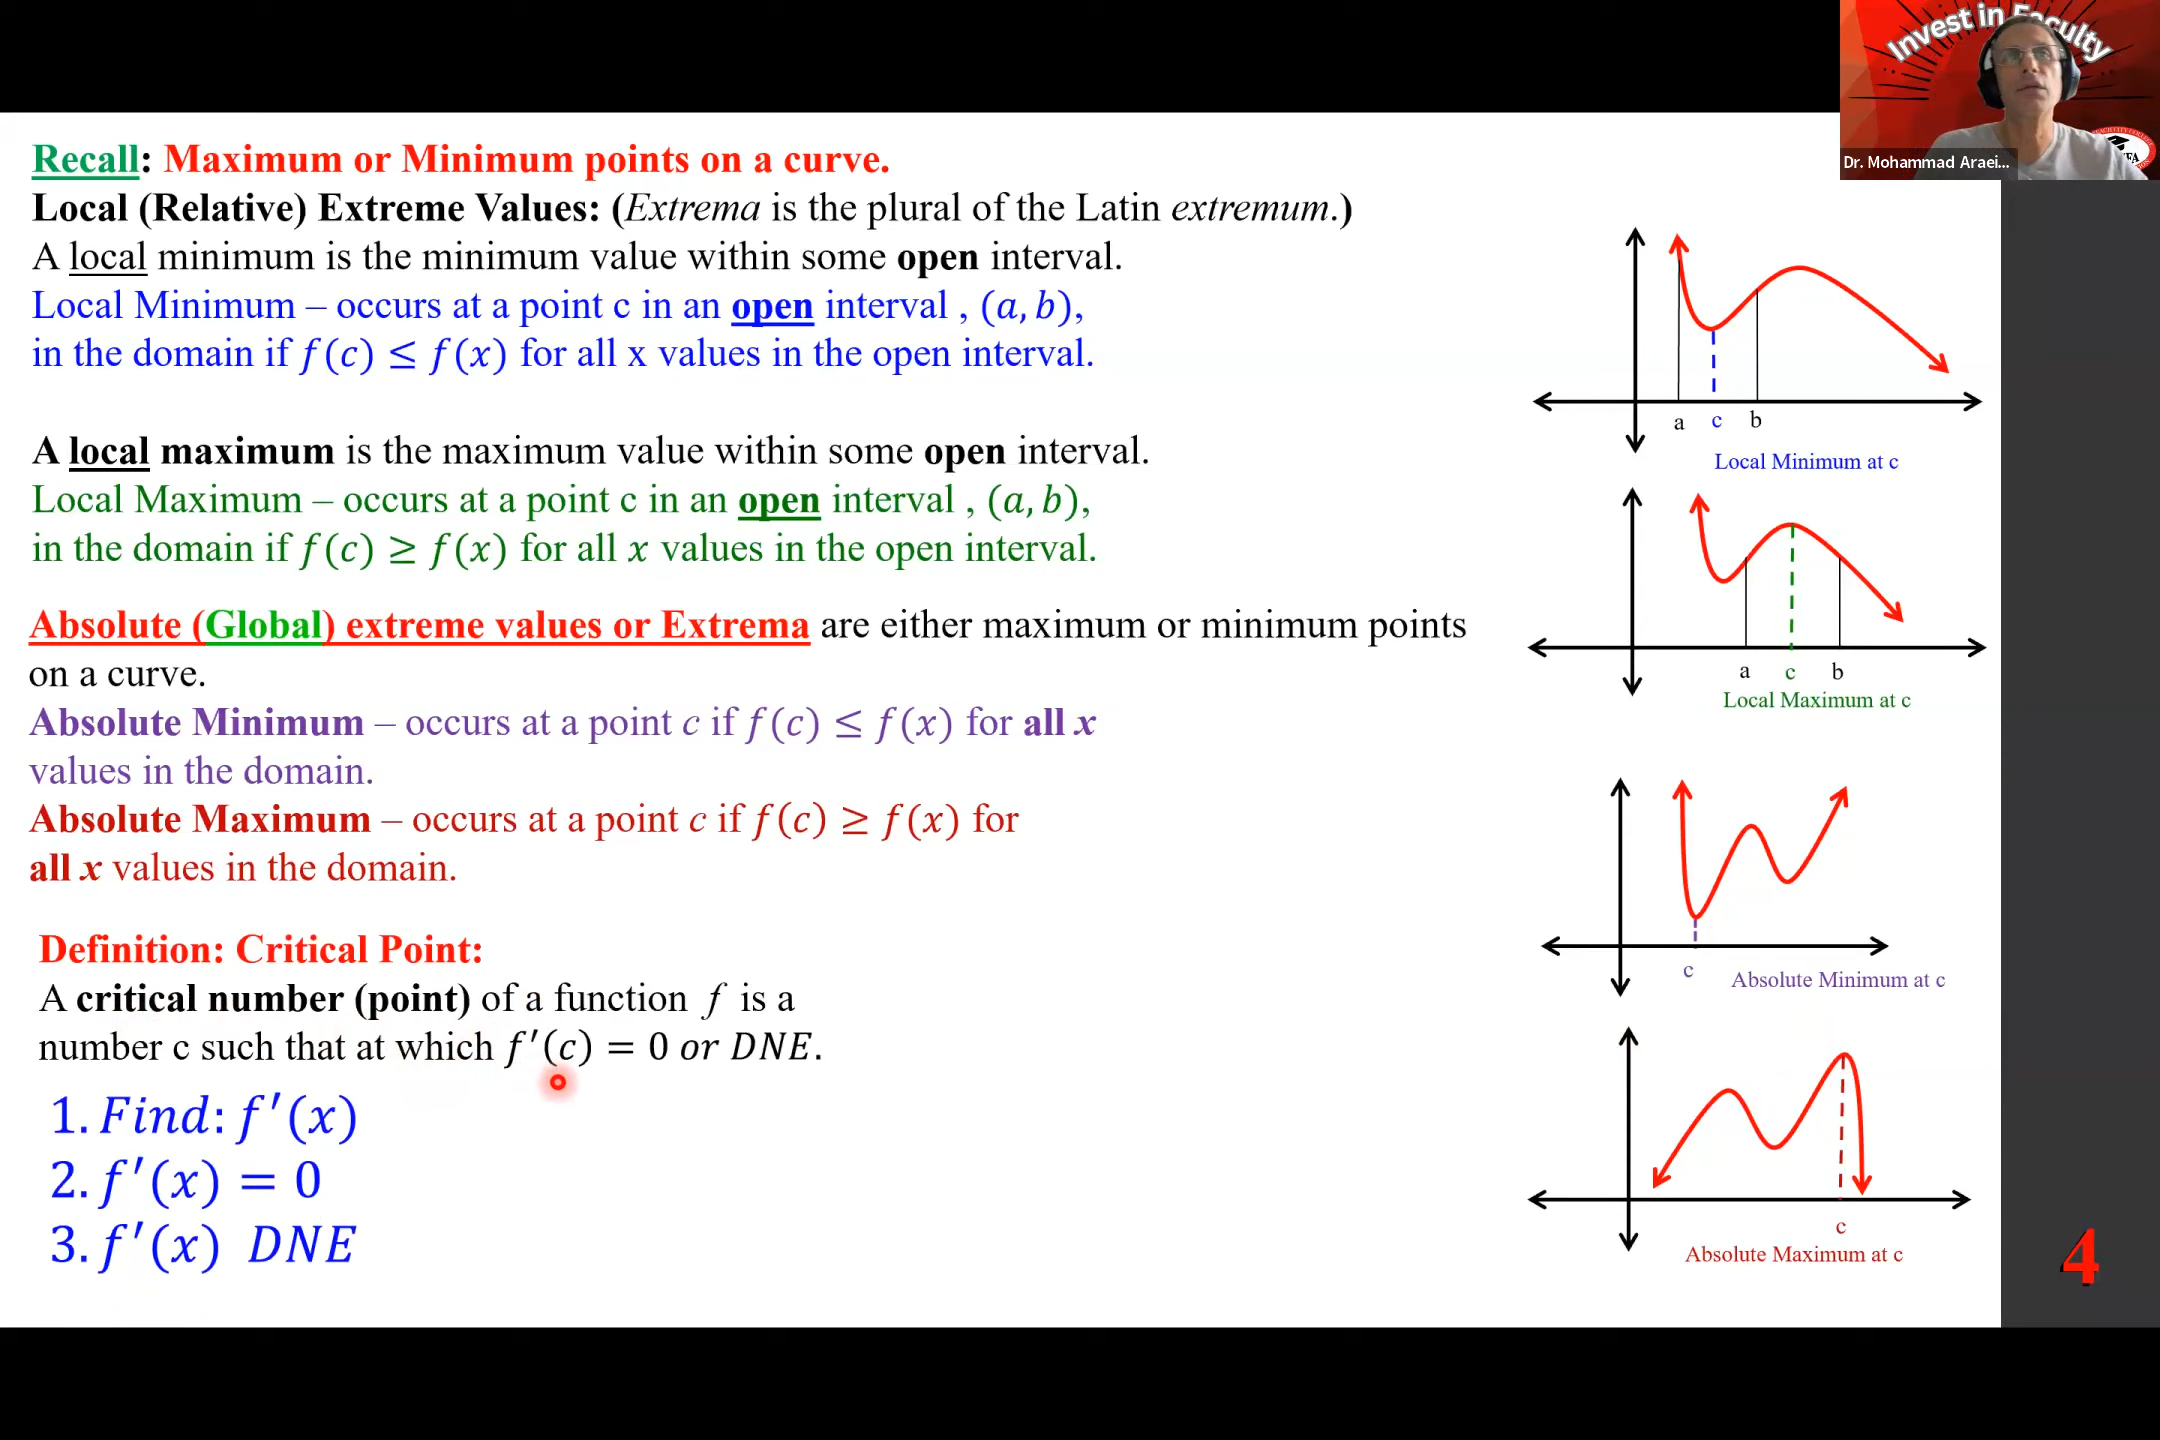 Invest in Faculty
Dr. Mohammad Araei...
Recall: Maximum or Minimum points on a curve.
Local (Relative) Extreme Values: (Extrema is the plural of the Latin extremum.)
A local minimum is the minimum value within some open interval.
Local Minimum – occurs at a point c in an open interval , (a, b),
in the domain if f(c) ≤ f(x) for all x values in the open interval.
A local maximum is the maximum value within some open interval.
Local Maximum – occurs at a point c in an open interval , (a, b),
in the domain if f(c) ≥ f(x) for all x values in the open interval.
Absolute (Global) extreme values or Extrema are either maximum or minimum points
on a curve.
Absolute Minimum – occurs at a point c if f(c) ≤ f(x) for all x
values in the domain.
Absolute Maximum – occurs at a point c if f(c) ≥ f(x) for
all x values in the domain.
Definition: Critical Point:
A critical number (point) of a function f is a
number c such that at which f′(c) = 0 or DNE.
1. Find: f′(x)
2. f′(x) = 0
3. f′(x) DNE
a c b
Local Minimum at c
a c b
Local Maximum at c
c
Absolute Minimum at c
c
Absolute Maximum at c
4